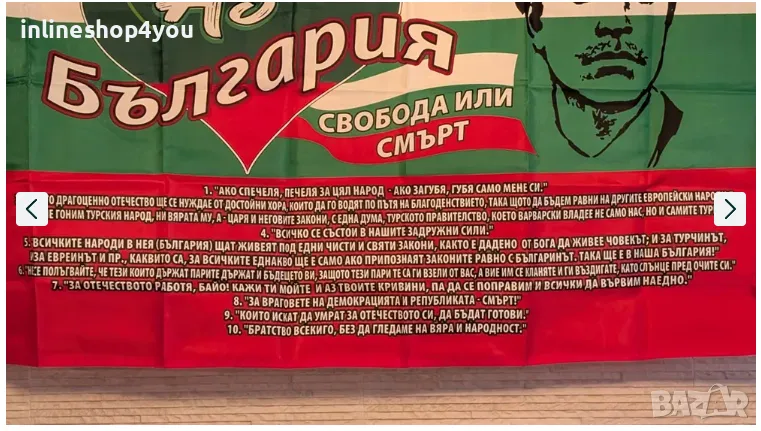 inlineshop4you
Аз
България
СВОБОДА ИЛИ
СМЪРТ
1. "АКО СПЕЧЕЛЯ, ПЕЧЕЛЯ ЗА ЦЯЛ НАРОД - АКО ЗАГУБЯ, ГУБЯ САМО МЕНЕ СИ."
ДРАГОЦЕННО ОТЕЧЕСТВО ЩЕ СЕ НУЖДАЕ ОТ ДОСТОЙНИ ХОРА, КОИТО ДА ГО ВОДЯТ ПО ПЪТЯ НА БЛАГОДЕНСТВИЕТО, ТАКА ЩОТО ДА БЪДЕМ РАВНИ НА ДРУГИТЕ ЕВРОПЕЙСКИ
НЕ ГОНИМ ТУРСКИЯ НАРОД, НИ ВЯРАТА МУ, А - ЦАРЯ И НЕГОВИТЕ ЗАКОНИ, С ЕДНА ДУМА, ТУРСКОТО ПРАВИТЕЛСТВО, КОЕТО ВАРВАРСКИ ВЛАДЕЕ НЕ САМО НАС, НО И САМИТЕ
4. "ВСИЧКО СЕ СЪСТОИ В НАШИТЕ ЗАДРУЖНИ СИЛИ."
5. ВСИЧКИТЕ НАРОДИ В НЕЯ (БЪЛГАРИЯ) ЩАТ ЖИВЕЯТ ПОД ЕДНИ ЧИСТИ И СВЯТИ ЗАКОНИ, КАКТО Е ДАДЕНО ОТ БОГА ДА ЖИВЕЕ ЧОВЕКЪТ; И ЗА ТУРЧИНЪТ,
ИЗА ЕВРЕИНЪТ И ПР., КАКВИТО СА, ЗА ВСИЧКИТЕ ЕДНАКВО ЩЕ Е САМО АКО ПРИПОЗНАЯТ ЗАКОНИТЕ РАВНО С БЪЛГАРИНЪТ. ТАКА ЩЕ Е В НАША БЪЛГАРИЯ!"
6. "НЕ СЕ ПОЛЪГВАЙТЕ, ЧЕ ТЕЗИ КОИТО ДЪРЖАТ ПАРИТЕ ДЪРЖАТ И БЪДЕЩЕТО ВИ, ЗАЩОТО ТЕЗИ ПАРИ ТЕ СА ГИ ВЗЕЛИ ОТ ВАС, А ВИЕ ИМ СЕ КЛАНЯТЕ И ГИ ВЪЗДИГАТЕ, КАТО СЛЪНЦЕ ПРЕД ОЧИТЕ СИ."
7. "ЗА ОТЕЧЕСТВОТО РАБОТЯ, БАЙО! КАЖИ ТИ МОЙТЕ И АЗ ТВОИТЕ КРИВИНИ, ПА ДА СЕ ПОПРАВИМ И ВСИЧКИ ДА ВЪРВИМ НАЕДНО."
8. "ЗА ВРАГОВЕТЕ НА ДЕМОКРАЦИЯТА И РЕПУБЛИКАТА - СМЪРТ!"
9. "КОИТО ИСКАТ ДА УМРАТ ЗА ОТЕЧЕСТВОТО СИ, ДА БЪДАТ ГОТОВИ."
10. "БРАТСТВО ВСЕКИГО, БЕЗ ДА ГЛЕДАМЕ НА ВЯРА И НАРОДНОСТ."
BAZAR